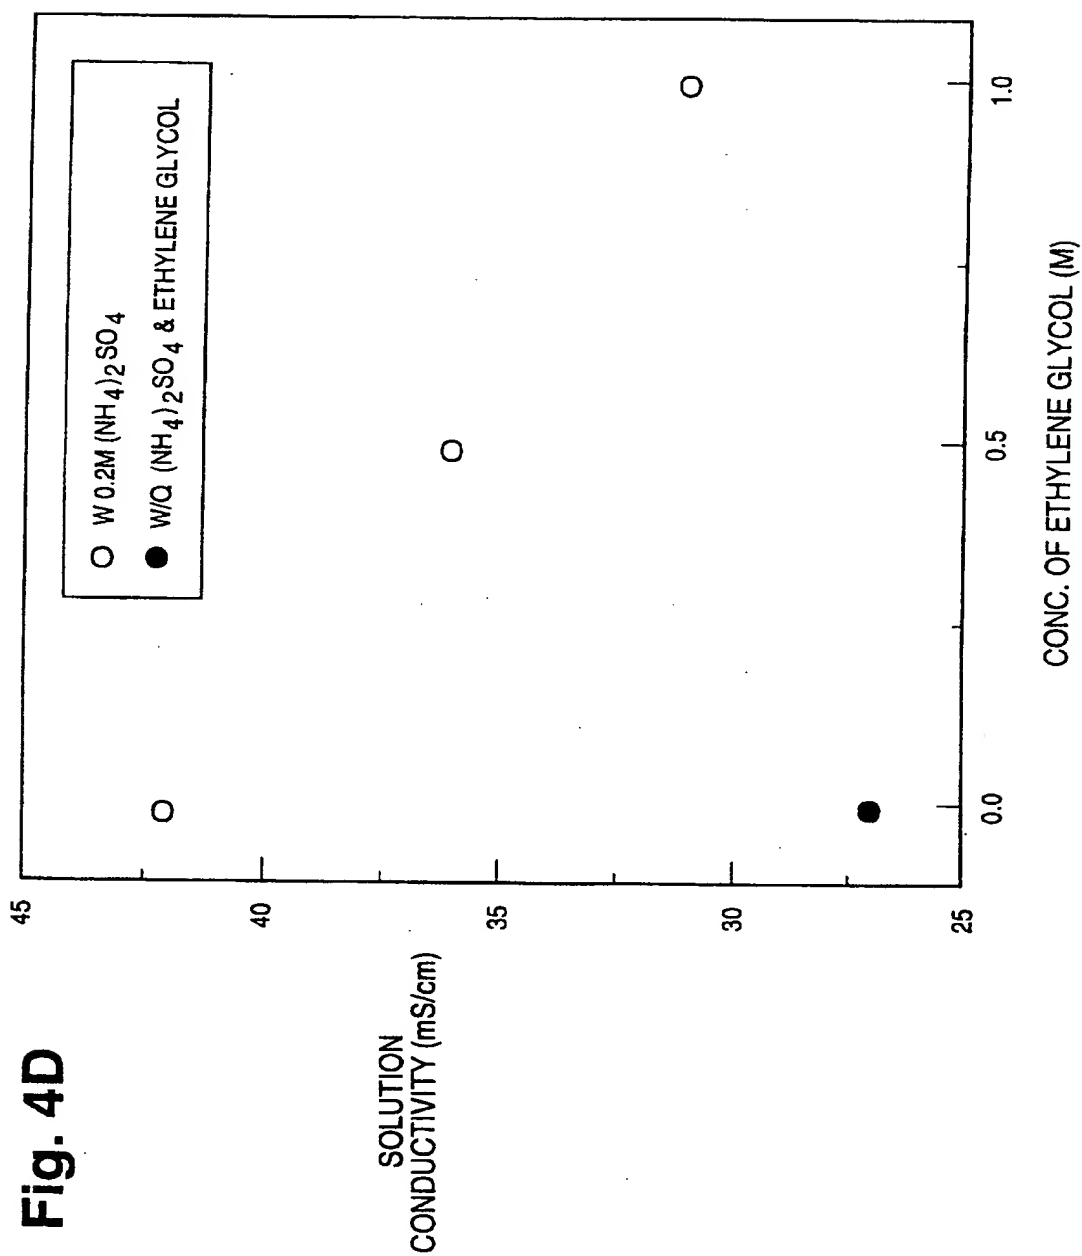 Fig. 4D
SOLUTION
CONDUCTIVITY (mS/cm)
45
40
35
30
25
W 0.2M (NH4)2SO4
W/Q (NH4)2SO4 & ETHYLENE GLYCOL
0.0
0.5
1.0
CONC. OF ETHYLENE GLYCOL (M)